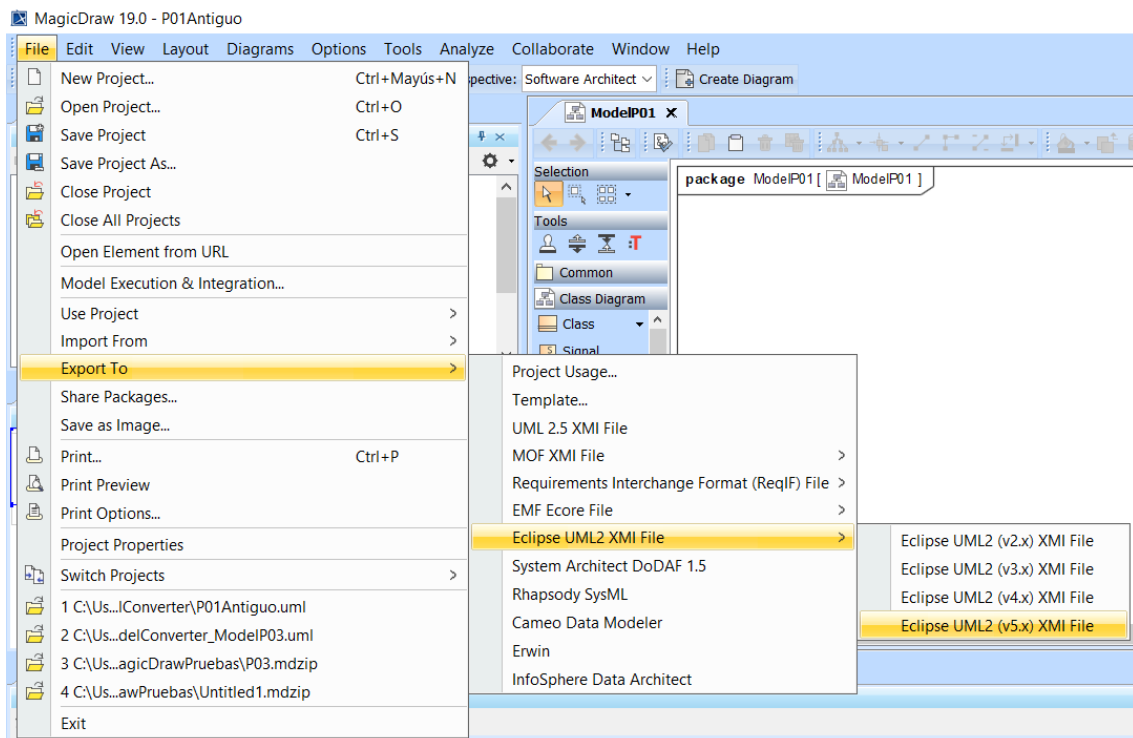 MagicDraw 19.0 - P01Antiguo
File Edit View Layout Diagrams Options Tools Analyze Collaborate Window Help
New Project... Ctrl+Mayús+N
spective: Software Architect Create Diagram
Open Project... Ctrl+O
ModelP01
Save Project Ctrl+S
Save Project As...
Close Project
Close All Projects
Open Element from URL
Model Execution & Integration...
Use Project
Import From
Export To
Share Packages...
Save as Image...
Print... Ctrl+P
Print Preview
Print Options...
Project Properties
Switch Projects
1 C:\Us...lConverter\P01Antiguo.uml
2 C:\Us...delConverter_ModelP03.uml
3 C:\Us...agicDrawPruebas\P03.mdzip
4 C:\Us...awPruebas\Untitled1.mdzip
Exit
Selection
package ModelP01 [ ModelP01 ]
Tools
Common
Class Diagram
Class
Signal
Project Usage...
Template...
UML 2.5 XMI File
MOF XMI File
Requirements Interchange Format (ReqIF) File
EMF Ecore File
Eclipse UML2 XMI File
System Architect DoDAF 1.5
Rhapsody SysML
Cameo Data Modeler
Erwin
InfoSphere Data Architect
Eclipse UML2 (v2.x) XMI File
Eclipse UML2 (v3.x) XMI File
Eclipse UML2 (v4.x) XMI File
Eclipse UML2 (v5.x) XMI File